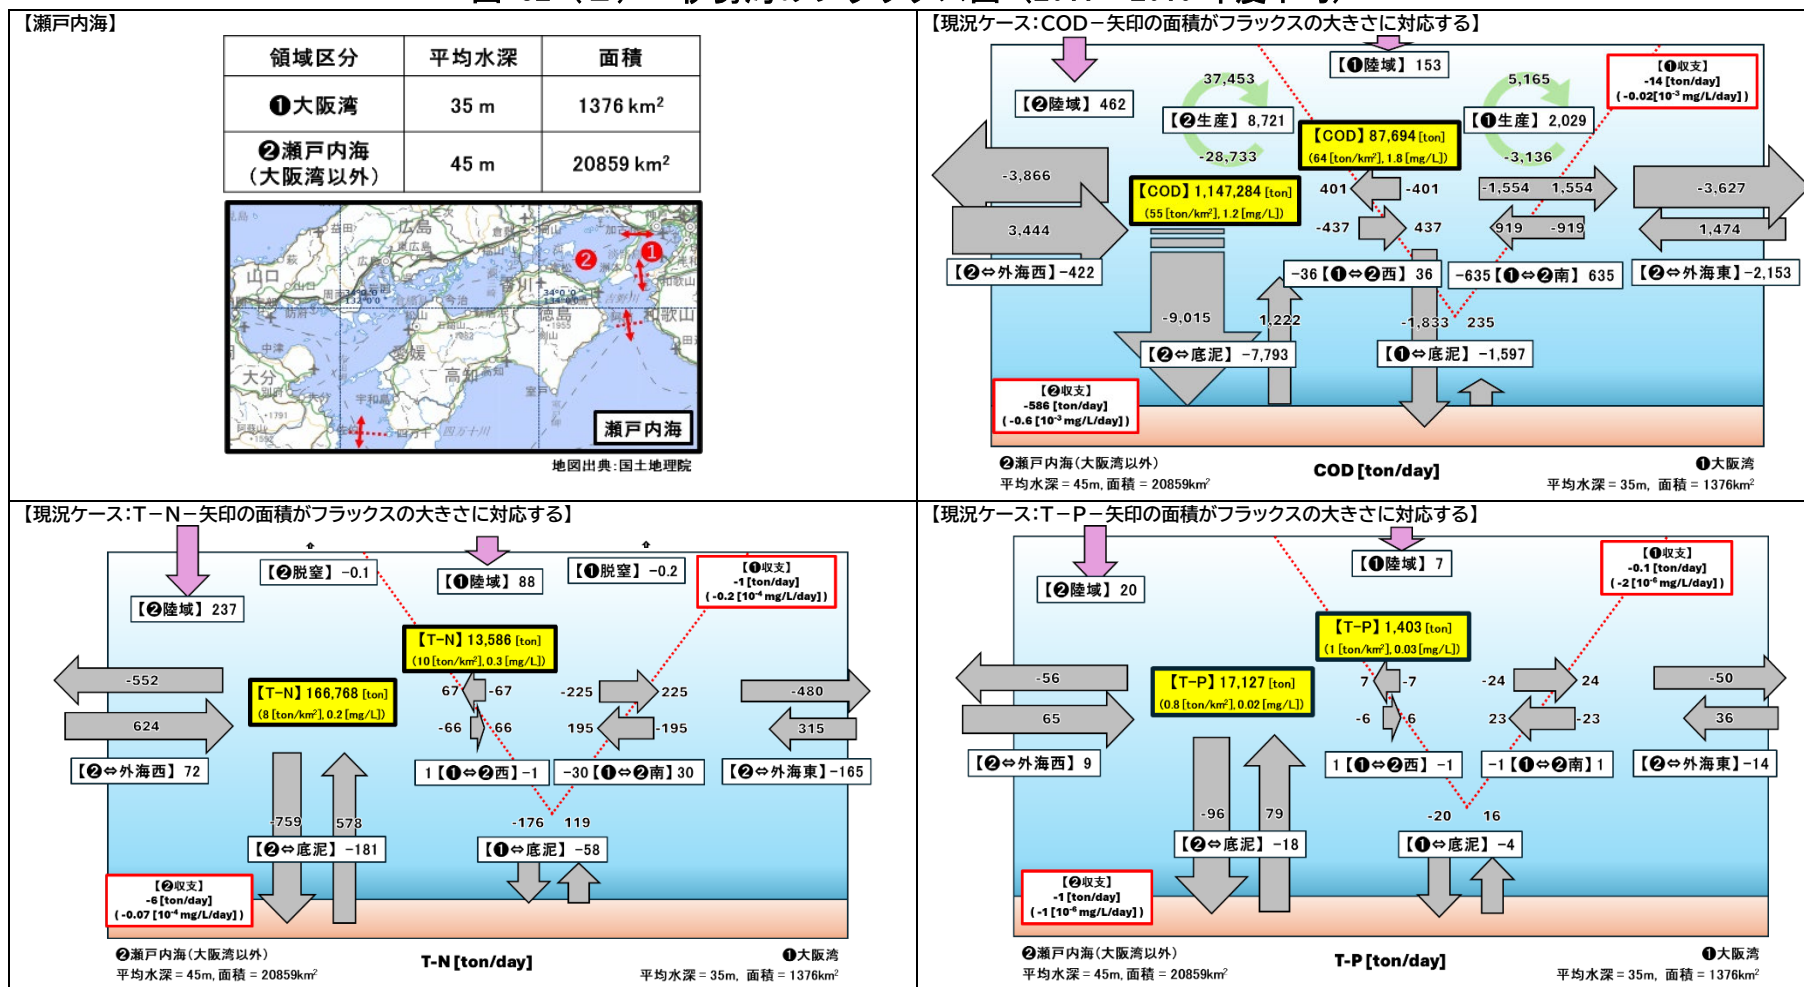 【瀬戸内海】
領域区分 平均水深 面積
❶大阪湾 35 m 1376 km²
❷瀬戸内海
(大阪湾以外) 45 m 20859 km²
瀬戸内海
地図出典:国土地理院
【現況ケース:COD-矢印の面積がフラックスの大きさに対応する】
【❶陸域】 153
【❷陸域】 462
37,453
【❷生産】 8,721
-28,733
5,165
【❶生産】 2,029
-3,136
【❶収支】
-14 [ton/day]
(-0.02[10⁻³ mg/L/day])
【COD】 87,694 [ton]
(64 [ton/km²], 1.8 [mg/L])
【COD】 1,147,284 [ton]
(55 [ton/km²], 1.2 [mg/L])
-3,866
3,444
【❷⇔外海西】 -422
401 -401
-437 437
-36【❶⇔❷西】 36
-1,554 1,554
919 -919
-635【❶⇔❷南】 635
-3,627
1,474
【❷⇔外海東】 -2,153
-9,015 1,222
【❷⇔底泥】 -7,793
-1,833 235
【❶⇔底泥】 -1,597
【❷収支】
-586 [ton/day]
(-0.6 [10⁻³ mg/L/day])
❷瀬戸内海(大阪湾以外)
平均水深 = 45m, 面積 = 20859km²
COD [ton/day]
❶大阪湾
平均水深 = 35m, 面積 = 1376km²
【現況ケース:T-N-矢印の面積がフラックスの大きさに対応する】
【❷脱窒】 -0.1
【❶陸域】 88
【❶脱窒】 -0.2
【❷陸域】 237
【❶収支】
-1 [ton/day]
(-0.2 [10⁻⁴ mg/L/day])
【T-N】 13,586 [ton]
(10 [ton/km²], 0.3 [mg/L])
【T-N】 166,768 [ton]
(8 [ton/km²], 0.2 [mg/L])
-552
624
【❷⇔外海西】 72
67 -67
-66 66
1【❶⇔❷西】 -1
-225 225
195 -195
-30【❶⇔❷南】 30
-480
315
【❷⇔外海東】 -165
-759 578
【❷⇔底泥】 -181
-176 119
【❶⇔底泥】 -58
【❷収支】
-6 [ton/day]
(-0.07 [10⁻⁴ mg/L/day])
❷瀬戸内海(大阪湾以外)
平均水深 = 45m, 面積 = 20859km²
T-N [ton/day]
❶大阪湾
平均水深 = 35m, 面積 = 1376km²
【現況ケース:T-P-矢印の面積がフラックスの大きさに対応する】
【❶陸域】 7
【❷陸域】 20
【❶収支】
-0.1 [ton/day]
(-2 [10⁻⁶ mg/L/day])
【T-P】 1,403 [ton]
(1 [ton/km²], 0.03 [mg/L])
【T-P】 17,127 [ton]
(0.8 [ton/km²], 0.02 [mg/L])
-56
65
【❷⇔外海西】 9
7 -7
-6 6
1【❶⇔❷西】 -1
-24 24
23 -23
-1【❶⇔❷南】 1
-50
36
【❷⇔外海東】 -14
-96 79
【❷⇔底泥】 -18
-20 16
【❶⇔底泥】 -4
【❷収支】
-1 [ton/day]
(-1 [10⁻⁶ mg/L/day])
❷瀬戸内海(大阪湾以外)
平均水深 = 45m, 面積 = 20859km²
T-P [ton/day]
❶大阪湾
平均水深 = 35m, 面積 = 1376km²